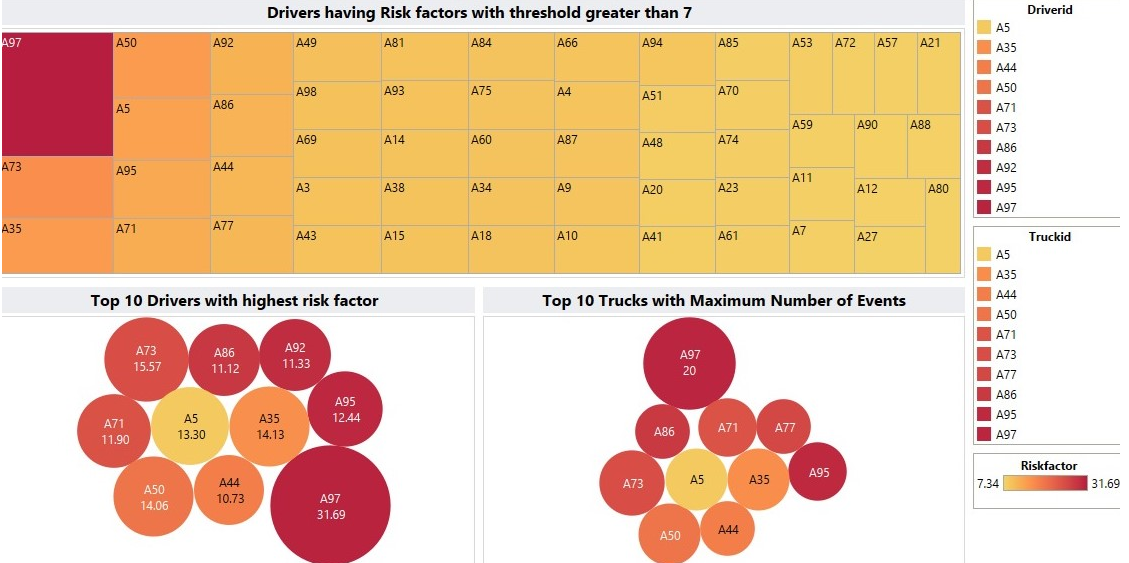 Drivers having Risk factors with threshold greater than 7
A97
A50
A92
A49
A81
A84
A66
A94
A85
A53
A72
A57
A21
A98
A93
A75
A4
A51
A70
A5
A86
A59
A90
A88
A69
A14
A60
A87
A48
A74
A73
A95
A44
A11
A3
A38
A34
A9
A20
A23
A12
A80
A35
A71
A77
A7
A43
A15
A18
A10
A41
A61
A27
Top 10 Drivers with highest risk factor
A73
15.57
A86
11.12
A92
11.33
A95
12.44
A71
11.90
A5
13.30
A35
14.13
A50
14.06
A44
10.73
A97
31.69
Top 10 Trucks with Maximum Number of Events
A97
20
A86
A71
A77
A73
A5
A35
A95
A50
A44
Driverid
A5
A35
A44
A50
A71
A73
A86
A92
A95
A97
Truckid
A5
A35
A44
A50
A71
A73
A77
A86
A95
A97
Riskfactor
7.34 31.69